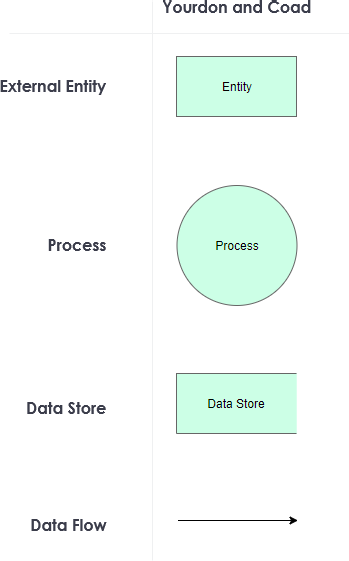 Yourdon and Coad
External Entity
Entity
Process
Process
Data Store
Data Store
Data Flow